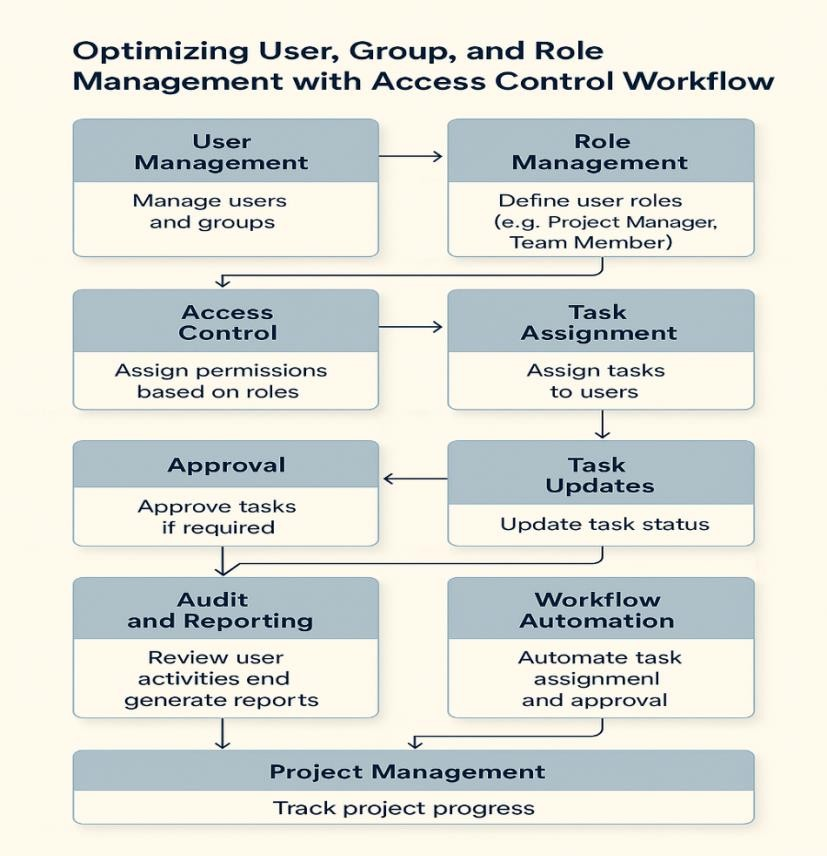 Optimizing User, Group, and Role
Management with Access Control Workflow
User
Management
Manage users
and groups
Role
Management
Define user roles
(e.g. Project Manager,
Team Member)
Access
Control
Assign permissions
based on roles
Task
Assignment
Assign tasks
to users
Approval
Approve tasks
if required
Task
Updates
Update task status
Audit
and Reporting
Review user
activities end
generate reports
Workflow
Automation
Automate task
assignmenl
and approval
Project Management
Track project progress